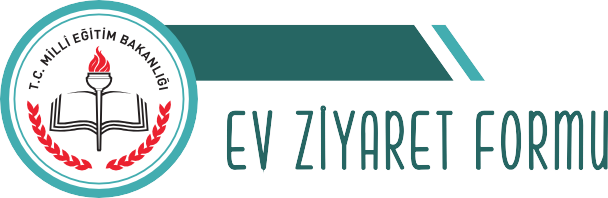 T.C. MİLLİ EĞİTİM BAKANLIĞI
EV ZİYARET FORMU